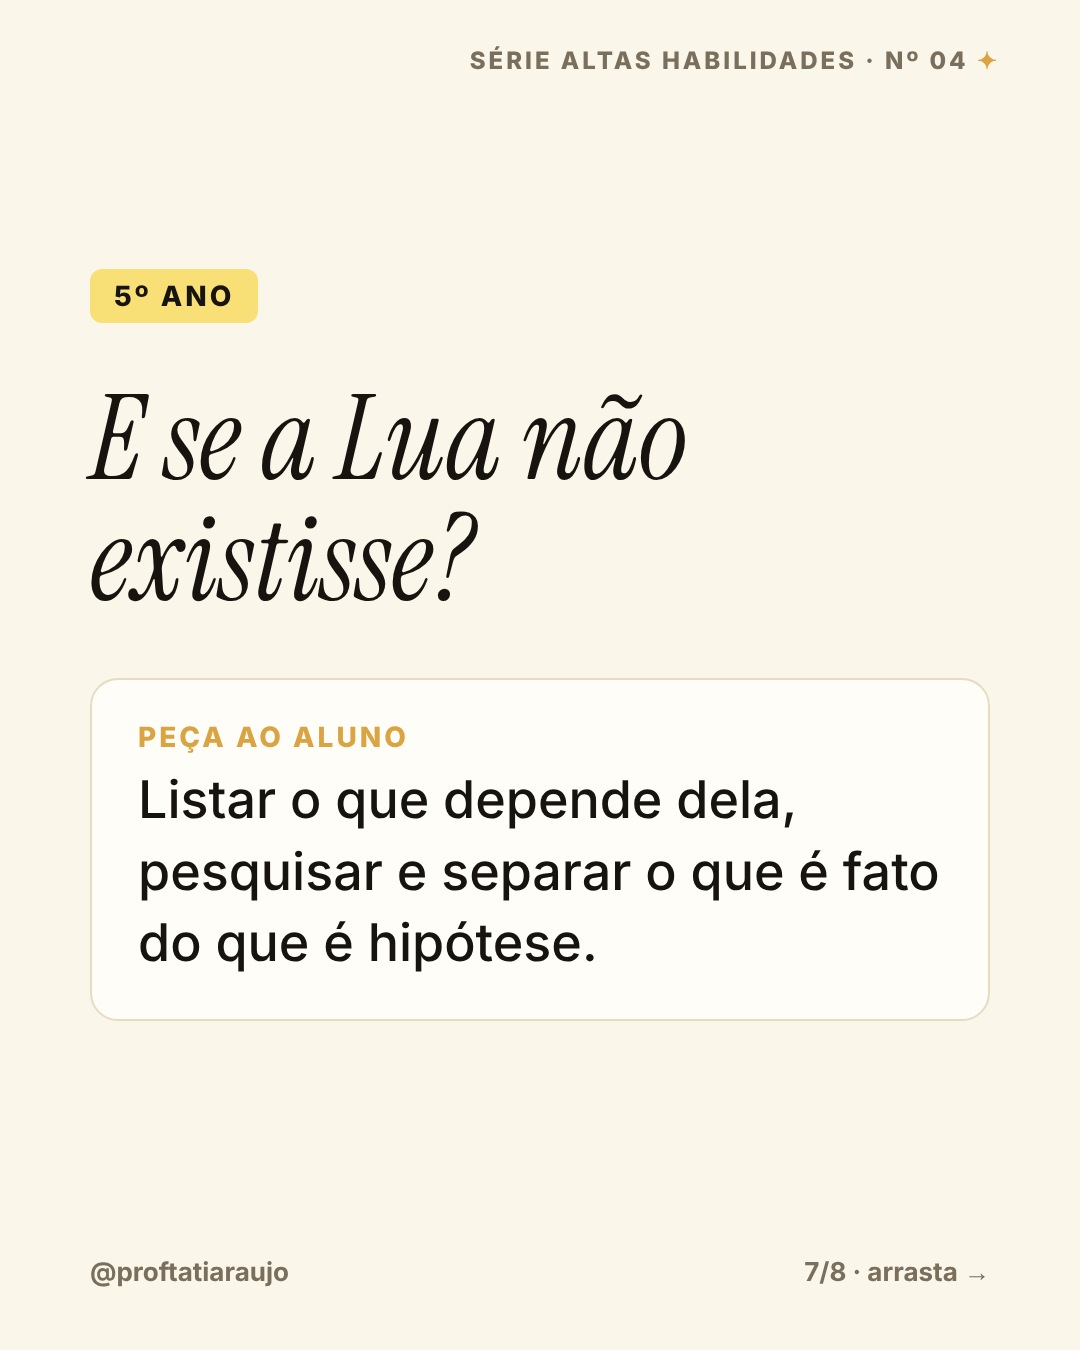 SÉRIE ALTAS HABILIDADES · Nº 04 ✦
5º ANO
E se a Lua não
existisse?
PEÇA AO ALUNO
Listar o que depende dela,
pesquisar e separar o que é fato
do que é hipótese.
@proftatiaraujo
7/8 · arrasta →